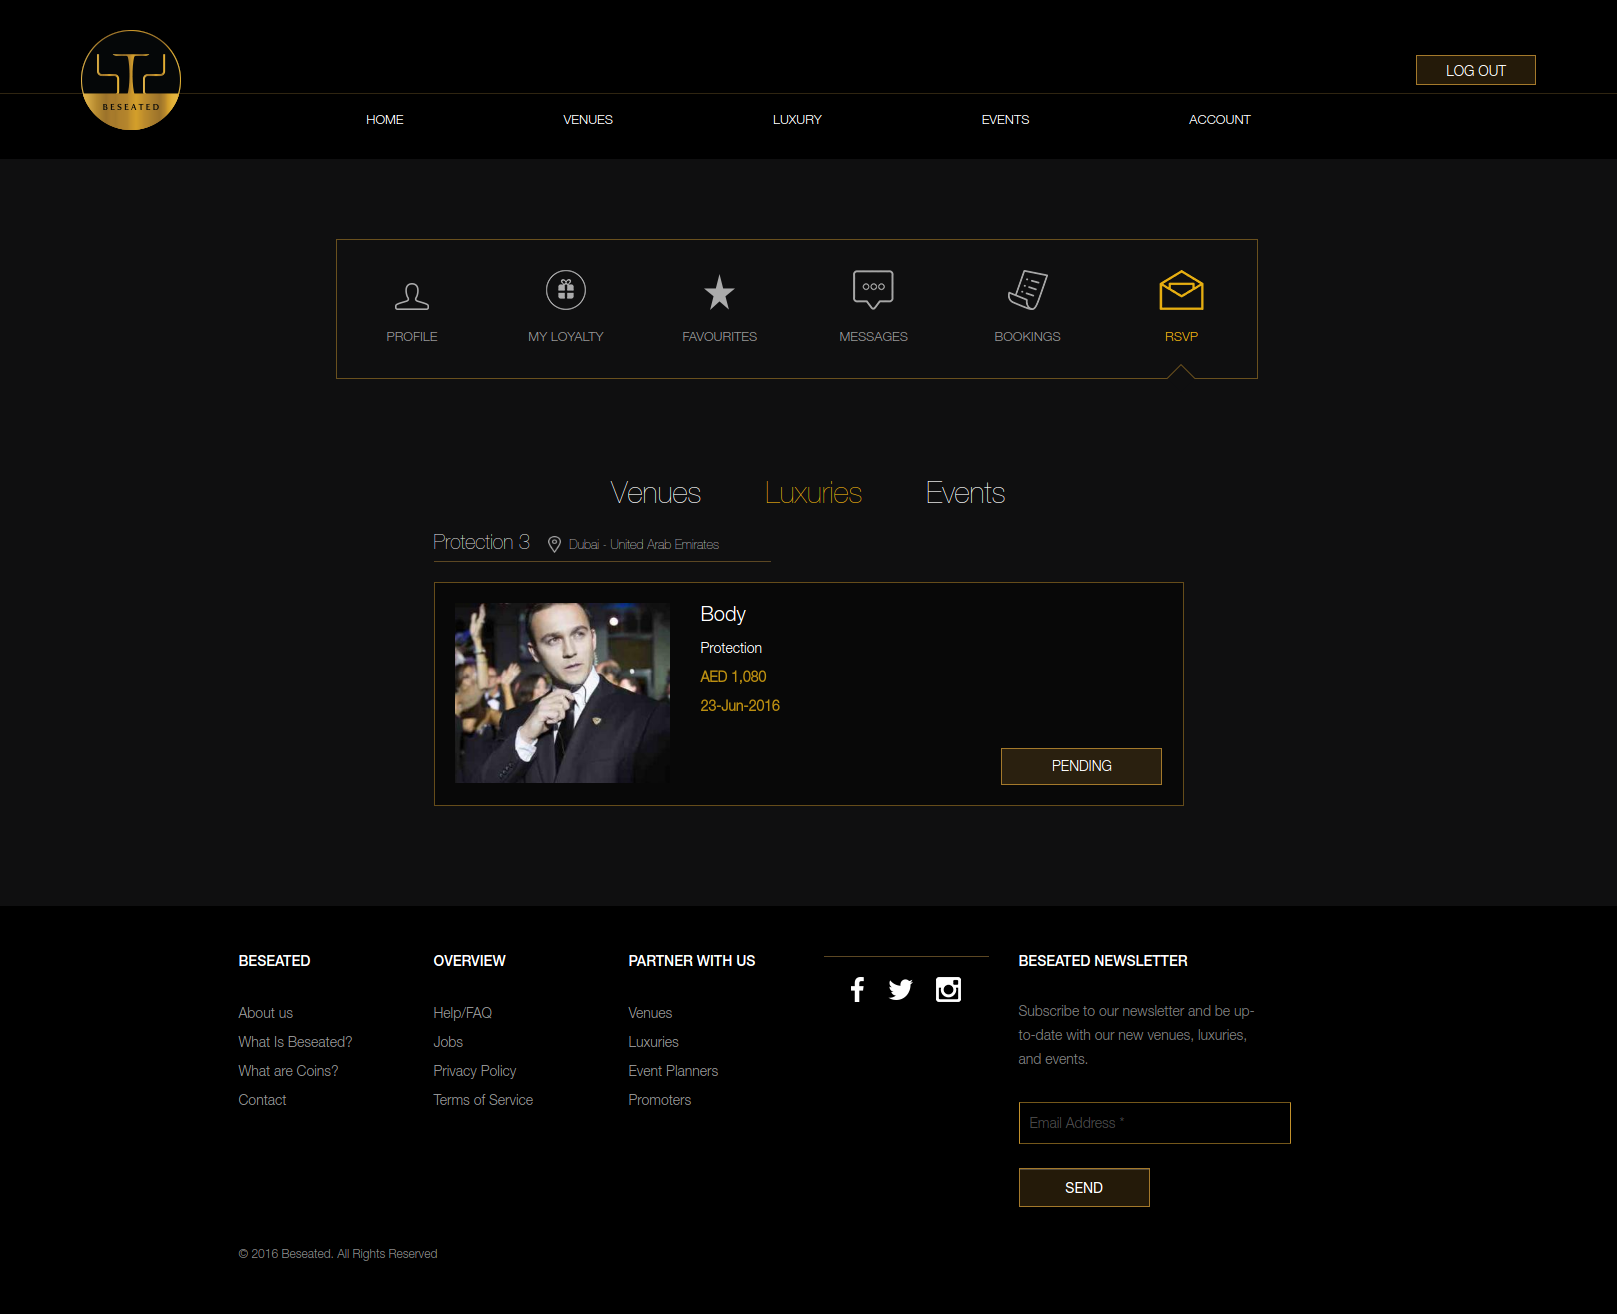 BESEATED
LOG OUT
HOME VENUES LUXURY EVENTS ACCOUNT
PROFILE MY LOYALTY FAVOURITES MESSAGES BOOKINGS RSVP
Venues Luxuries Events
Protection 3 Dubai - United Arab Emirates
Body
Protection
AED 1,080
23-Jun-2016
PENDING
BESEATED
About us
What Is Beseated?
What are Coins?
Contact
OVERVIEW
Help/FAQ
Jobs
Privacy Policy
Terms of Service
PARTNER WITH US
Venues
Luxuries
Event Planners
Promoters
BESEATED NEWSLETTER
Subscribe to our newsletter and be up-
to-date with our new venues, luxuries,
and events.
Email Address *
SEND
© 2016 Beseated. All Rights Reserved